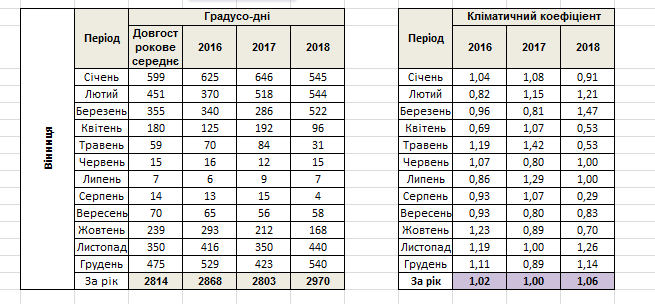 Вінниця
Період Градусо-дні
Довгострокове середнє 2016 2017 2018
Січень 599 625 646 545
Лютий 451 370 518 544
Березень 355 340 286 522
Квітень 180 125 192 96
Травень 59 70 84 31
Червень 15 16 12 15
Липень 7 6 9 7
Серпень 14 13 15 4
Вересень 70 65 56 58
Жовтень 239 293 212 168
Листопад 350 416 350 440
Грудень 475 529 423 540
За рік 2814 2868 2803 2970
Період Кліматичний коефіцієнт
2016 2017 2018
Січень 1,04 1,08 0,91
Лютий 0,82 1,15 1,21
Березень 0,96 0,81 1,47
Квітень 0,69 1,07 0,53
Травень 1,19 1,42 0,53
Червень 1,07 0,80 1,00
Липень 0,86 1,29 1,00
Серпень 0,93 1,07 0,29
Вересень 0,93 0,80 0,83
Жовтень 1,23 0,89 0,70
Листопад 1,19 1,00 1,26
Грудень 1,11 0,89 1,14
За рік 1,02 1,00 1,06